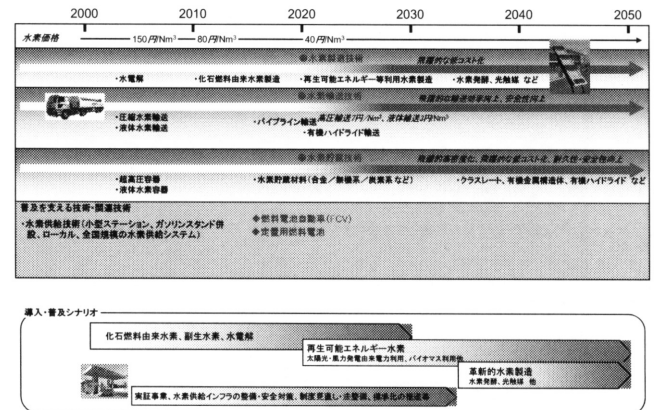 2000 2010 2020 2030 2040 2050
水素価格 150円/Nm³ 80円/Nm³ 40円/Nm³
◎水素製造技術 飛躍的な低コスト化
・水電解 ・化石燃料由来水素製造 ・再生可能エネルギー等利用水素製造 ・水素発酵、光触媒 など
◎水素輸送技術 飛躍的な輸送効率向上、安全性向上
・圧縮水素輸送 ・パイプライン輸送 高圧輸送7円/Nm³、液体輸送3円/Nm³
・液体水素輸送 ・有機ハイドライド輸送
◎水素貯蔵技術 飛躍的高密度化、飛躍的な低コスト化、耐久性・安全性向上
・超高圧容器 ・水素貯蔵材料(合金/無機系/炭素系など) ・クラスレート、有機金属構造体、有機ハイドライド など
・液体水素容器
普及を支える技術・関連技術
・水素供給技術(小型ステーション、ガソリンスタンド併 ◆燃料電池自動車(FCV)
設、ローカル、全国規模の水素供給システム) ◆定置用燃料電池
導入・普及シナリオ
化石燃料由来水素、副生水素、水電解
再生可能エネルギー水素
太陽光・風力発電由来電力利用、バイオマス利用他
革新的水素製造
水素発酵、光触媒 他
実証事業、水素供給インフラの整備・安全対策、制度見直し・法整備、標準化の推進等